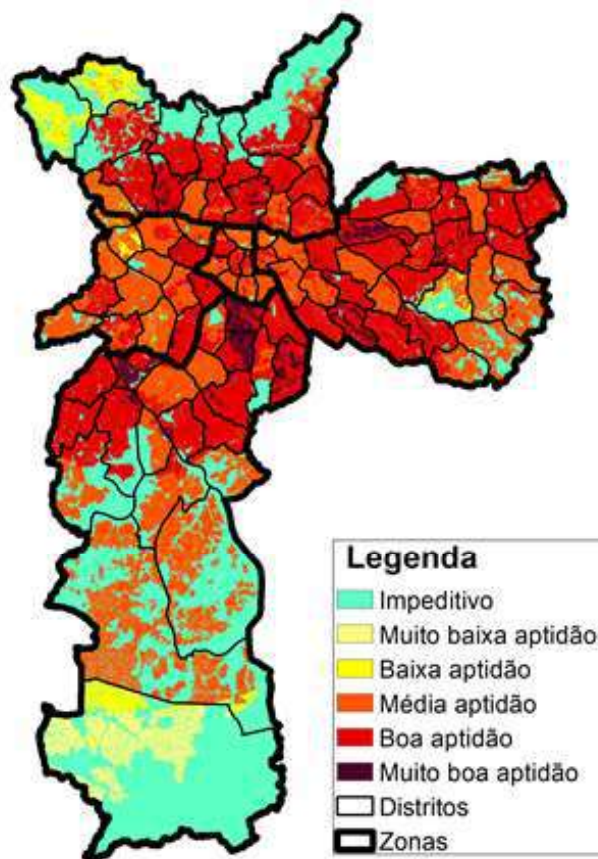 Legenda
Impeditivo
Muito baixa aptidão
Baixa aptidão
Média aptidão
Boa aptidão
Muito boa aptidão
Distritos
Zonas